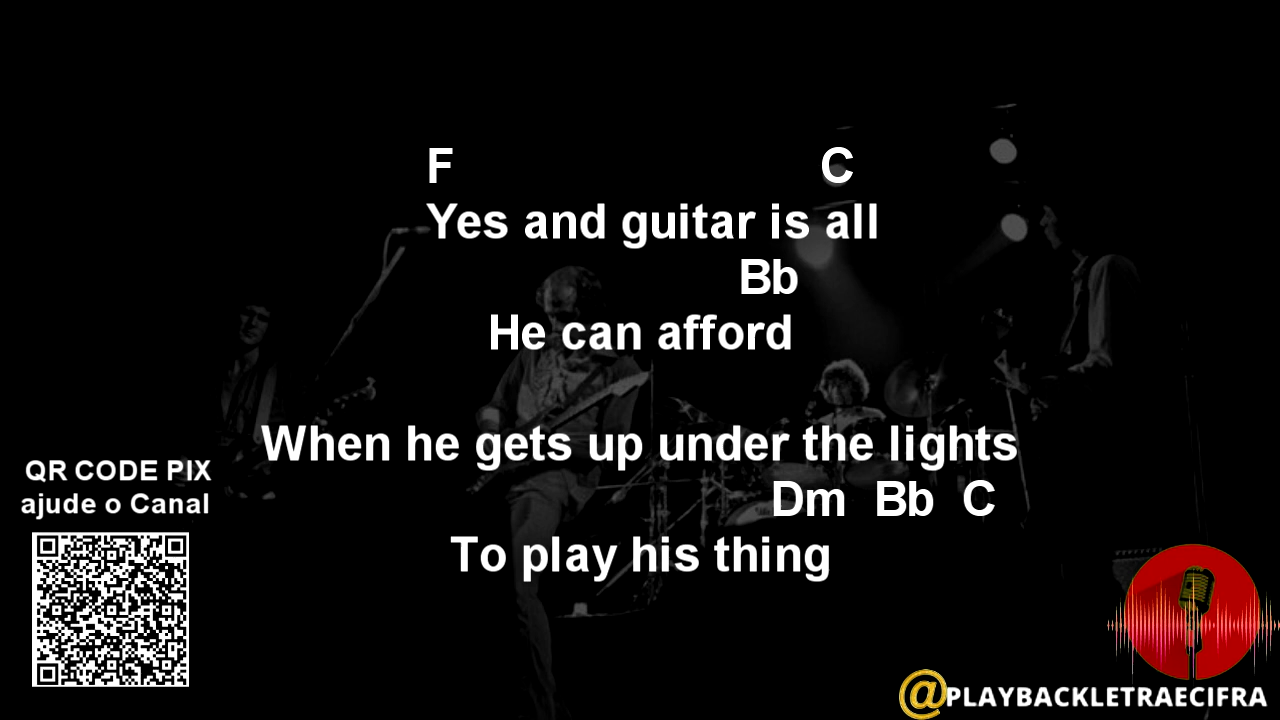 F C
Yes and guitar is all
Bb
He can afford
When he gets up under the lights
Dm Bb C
To play his thing
QR CODE PIX
ajude o Canal
@PLAYBACKLETRAECIFRA